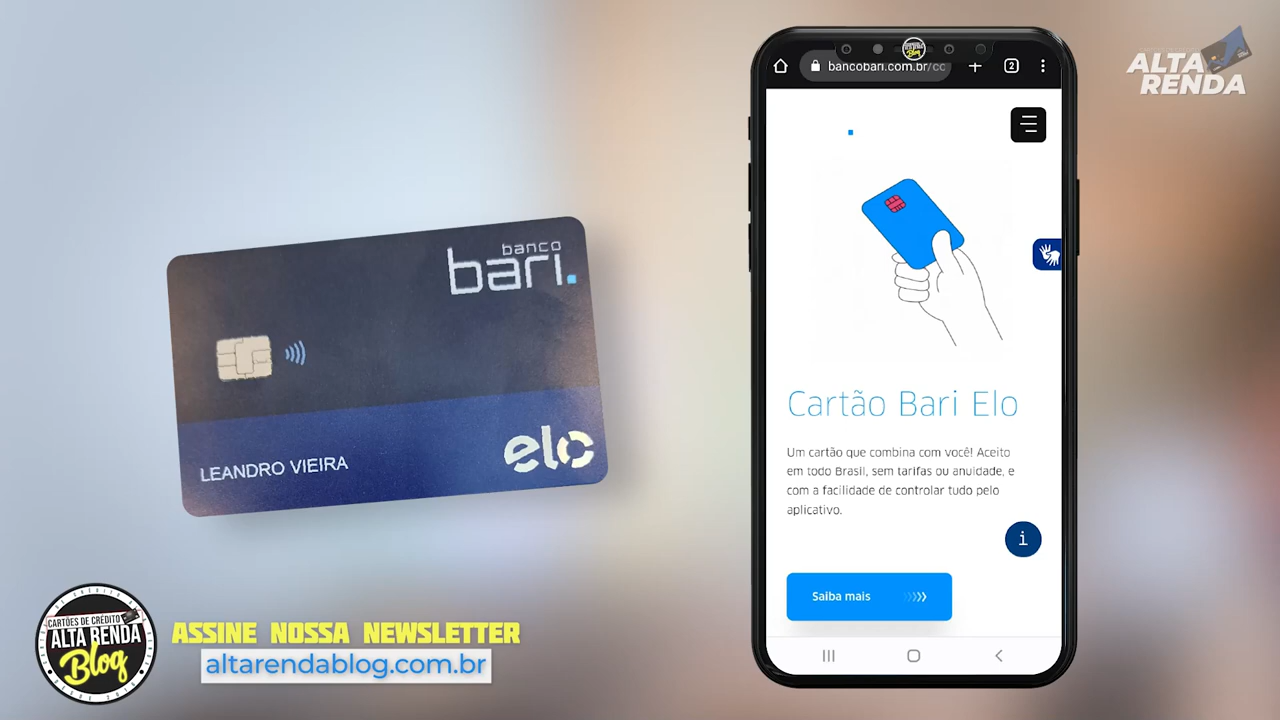 banco
bari.
elo
LEANDRO VIEIRA
CARTÕES DE CRÉDITO
ALTA RENDA
Blog
ASSINE NOSSA NEWSLETTER
altarendablog.com.br
bancobari.com.br/cc
2
Cartão Bari Elo
Um cartão que combina com você! Aceito
em todo Brasil, sem tarifas ou anuidade, e
com a facilidade de controlar tudo pelo
aplicativo.
i
Saiba mais
ALTA
RENDA